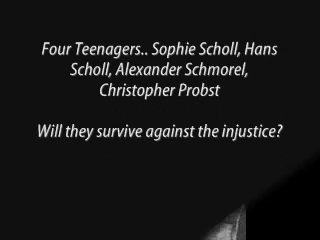 Four Teenagers.. Sophie Scholl, Hans
Scholl, Alexander Schmorel,
Christopher Probst
Will they survive against the injustice?